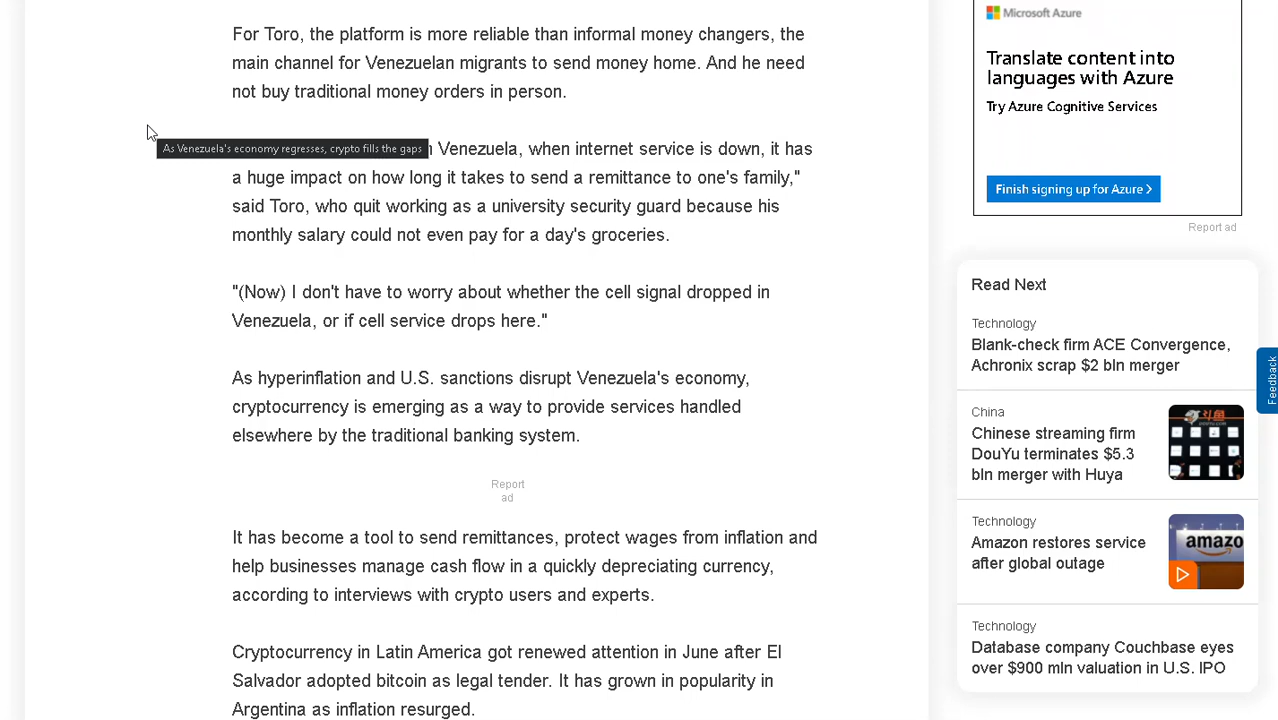 For Toro, the platform is more reliable than informal money changers, the
main channel for Venezuelan migrants to send money home. And he need
not buy traditional money orders in person.
As Venezuela's economy regresses, crypto fills the gaps
Venezuela, when internet service is down, it has
a huge impact on how long it takes to send a remittance to one's family,"
said Toro, who quit working as a university security guard because his
monthly salary could not even pay for a day's groceries.
"(Now) I don't have to worry about whether the cell signal dropped in
Venezuela, or if cell service drops here."
As hyperinflation and U.S. sanctions disrupt Venezuela's economy,
cryptocurrency is emerging as a way to provide services handled
elsewhere by the traditional banking system.
Report
ad
It has become a tool to send remittances, protect wages from inflation and
help businesses manage cash flow in a quickly depreciating currency,
according to interviews with crypto users and experts.
Cryptocurrency in Latin America got renewed attention in June after El
Salvador adopted bitcoin as legal tender. It has grown in popularity in
Argentina as inflation resurged.
Microsoft Azure
Translate content into
languages with Azure
Try Azure Cognitive Services
Finish signing up for Azure >
Report ad
Read Next
Technology
Blank-check firm ACE Convergence,
Achronix scrap $2 bln merger
China
Chinese streaming firm
DouYu terminates $5.3
bln merger with Huya
Technology
Amazon restores service
after global outage
amazo
Technology
Database company Couchbase eyes
over $900 mln valuation in U.S. IPO
Feedback